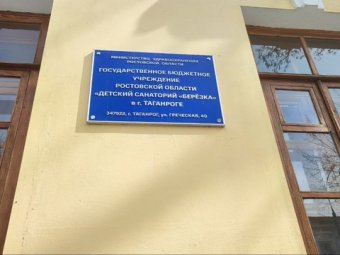 МИНИСТЕРСТВО ЗДРАВООХРАНЕНИЯ
РОСТОВСКОЙ ОБЛАСТИ
ГОСУДАРСТВЕННОЕ БЮДЖЕТНОЕ
УЧРЕЖДЕНИЕ
РОСТОВСКОЙ ОБЛАСТИ
«ДЕТСКИЙ САНАТОРИЙ «БЕРЁЗКА»
в г. ТАГАНРОГЕ
347922, г. ТАГАНРОГ, ул. ГРЕЧЕСКАЯ, 40